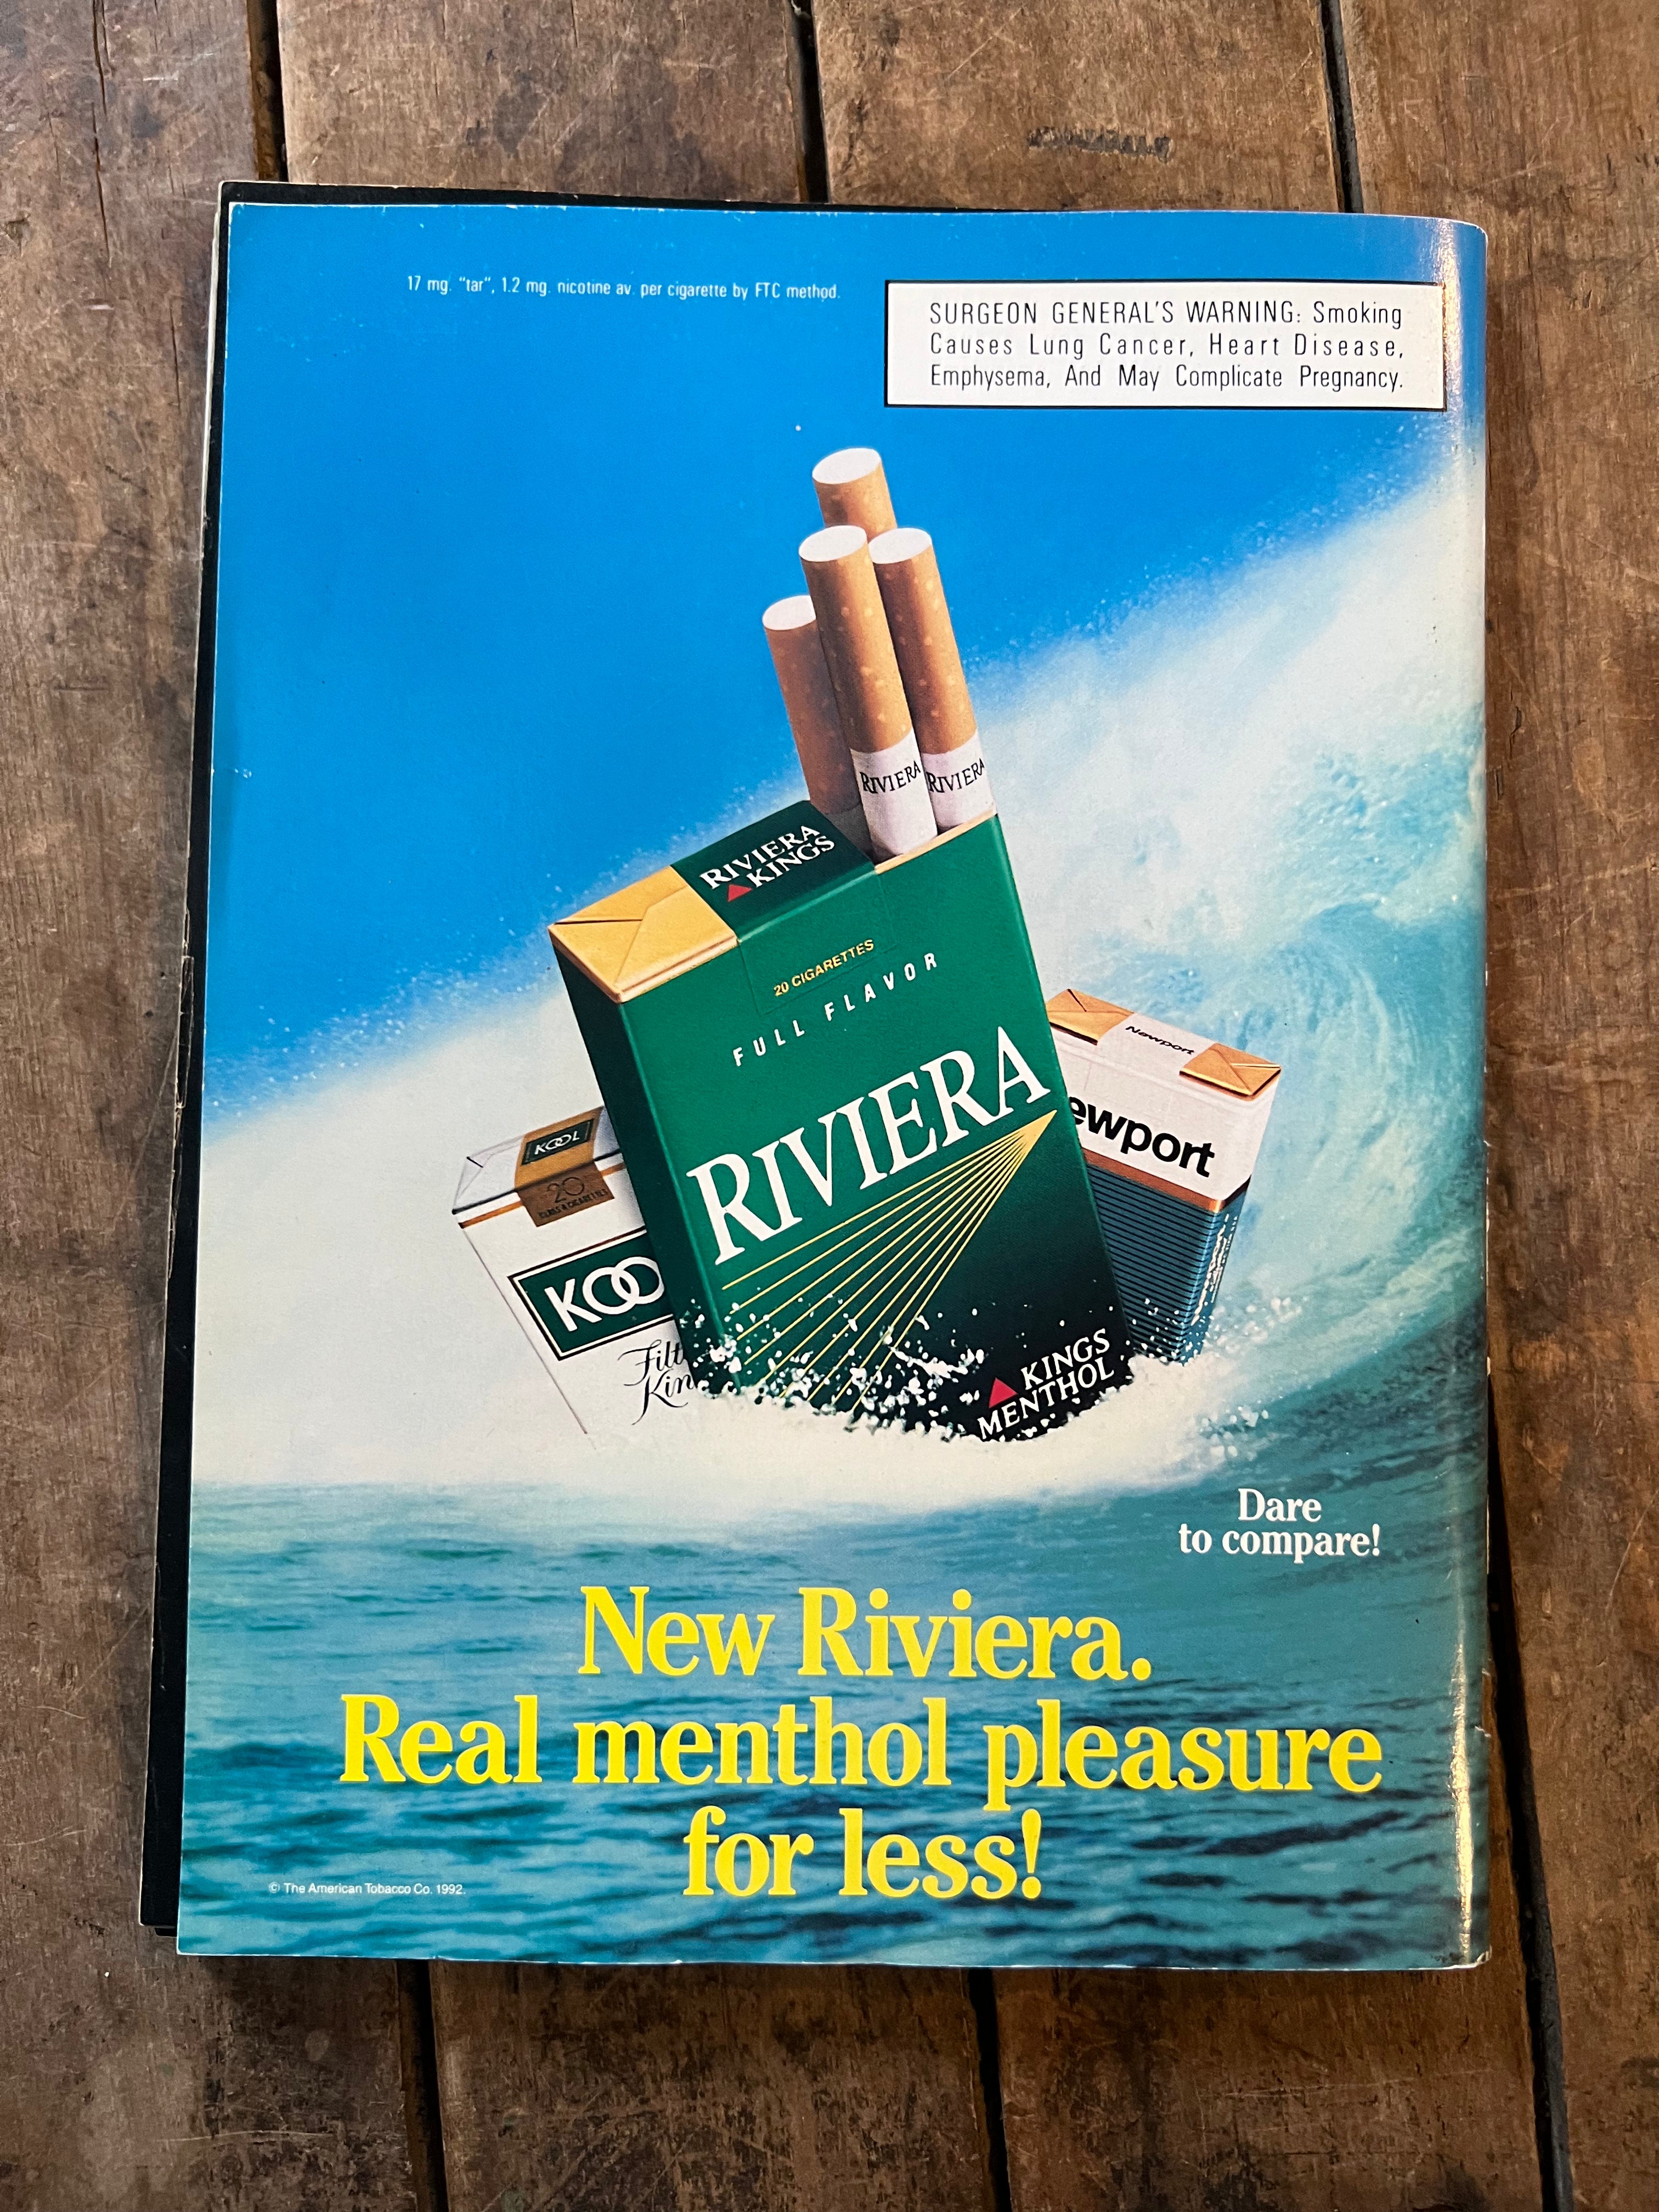 17 mg. "tar", 1.2 mg. nicotine av. per cigarette by FTC method.
SURGEON GENERAL'S WARNING: Smoking
Causes Lung Cancer, Heart Disease,
Emphysema, And May Complicate Pregnancy.
RIVIERA
RIVIERA
RIVIERA
KINGS
20 CIGARETTES
FULL FLAVOR
RIVIERA
KINGS
MENTHOL
Newport
ewport
KOOL
20
KOO
Filt
Kin
Dare
to compare!
New Riviera.
Real menthol pleasure
for less!
© The American Tobacco Co. 1992.